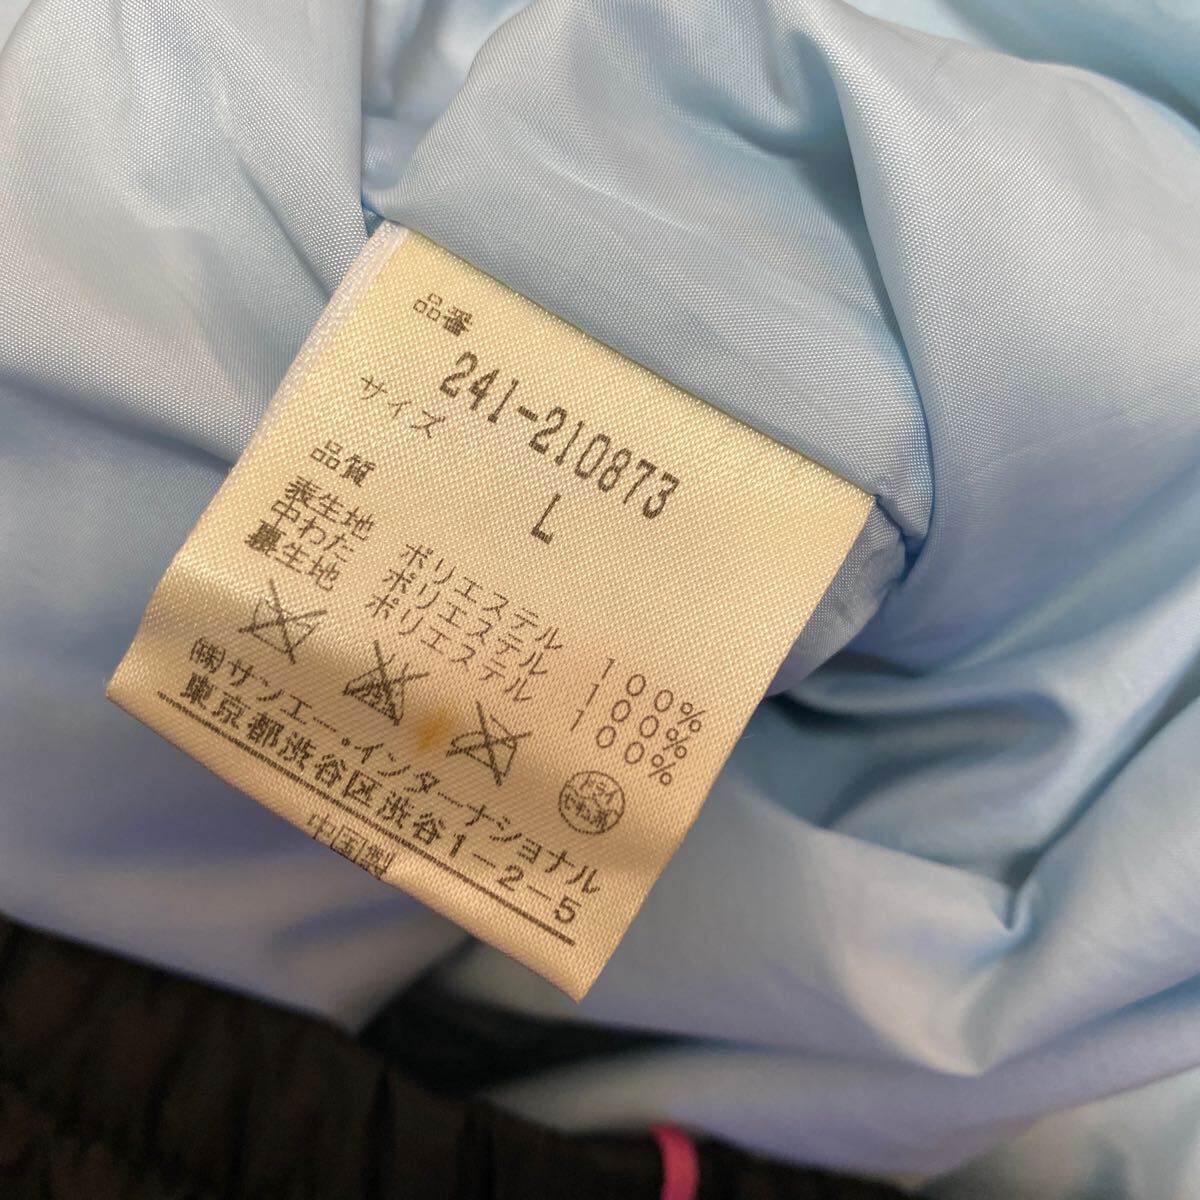 品番
241-210873
サイズ
L
品質
表生地 ポリエステル 100%
中わた ポリエステル 100%
裏生地 ポリエステル 100%
ドライ
㈱サンエー・インターナショナル
東京都渋谷区渋谷1-2-5
中国製